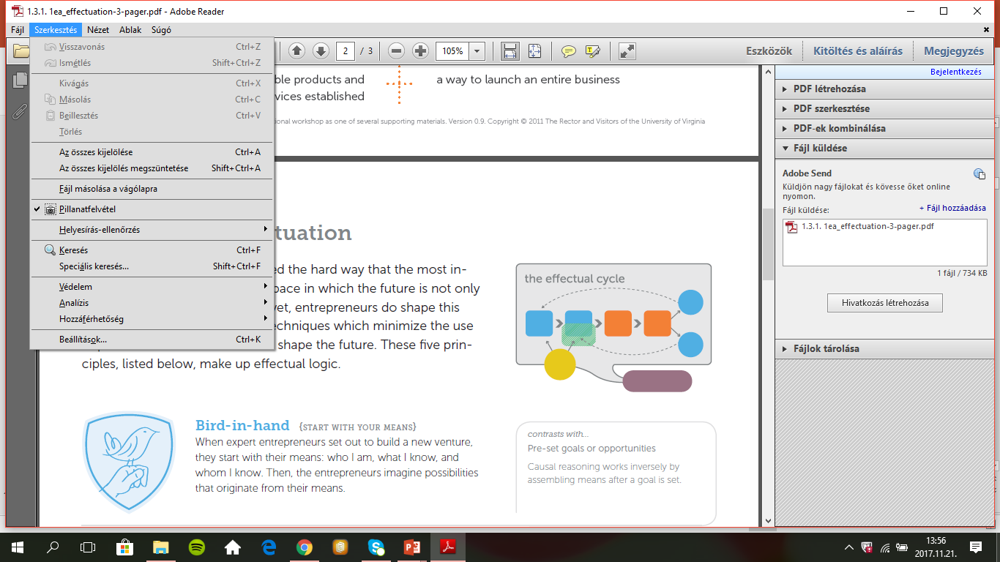 1.3.1. 1ea_effectuation-3-pager.pdf - Adobe Reader
Fájl Szerkesztés Nézet Ablak Súgó
Visszavonás Ctrl+Z
Ismétlés Shift+Ctrl+Z
Kivágás Ctrl+X
Másolás Ctrl+C
Beillesztés Ctrl+V
Törlés
Az összes kijelölése Ctrl+A
Az összes kijelölés megszüntetése Shift+Ctrl+A
Fájl másolása a vágólapra
Pillanatfelvétel
Helyesírás-ellenőrzés
Keresés Ctrl+F
Speciális keresés... Shift+Ctrl+F
Védelem
Analízis
Hozzáférhetőség
Beállítások... Ctrl+K
2 / 3 105%
Eszközök Kitöltés és aláírás Megjegyzés
ble products and
vices established
a way to launch an entire business
ional workshop as one of several supporting materials. Version 0.9. Copyright © 2011 The Rector and Visitors of the University of Virginia
tuation
ed the hard way that the most in-
pace in which the future is not only
yet, entrepreneurs do shape this
echniques which minimize the use
shape the future. These five prin-
ciples, listed below, make up effectual logic.
the effectual cycle
Bird-in-hand {START WITH YOUR MEANS}
When expert entrepreneurs set out to build a new venture,
they start with their means: who I am, what I know, and
whom I know. Then, the entrepreneurs imagine possibilities
that originate from their means.
contrasts with...
Pre-set goals or opportunities
Causal reasoning works inversely by
assembling means after a goal is set.
Bejelentkezés
PDF létrehozása
PDF szerkesztése
PDF-ek kombinálása
Fájl küldése
Adobe Send
Küldjön nagy fájlokat és kövesse őket online
nyomon.
Fájl küldése: + Fájl hozzáadása
1.3.1. 1ea_effectuation-3-pager.pdf
1 fájl / 734 KB
Hivatkozás létrehozása
Fájlok tárolása
13:56
2017.11.21.